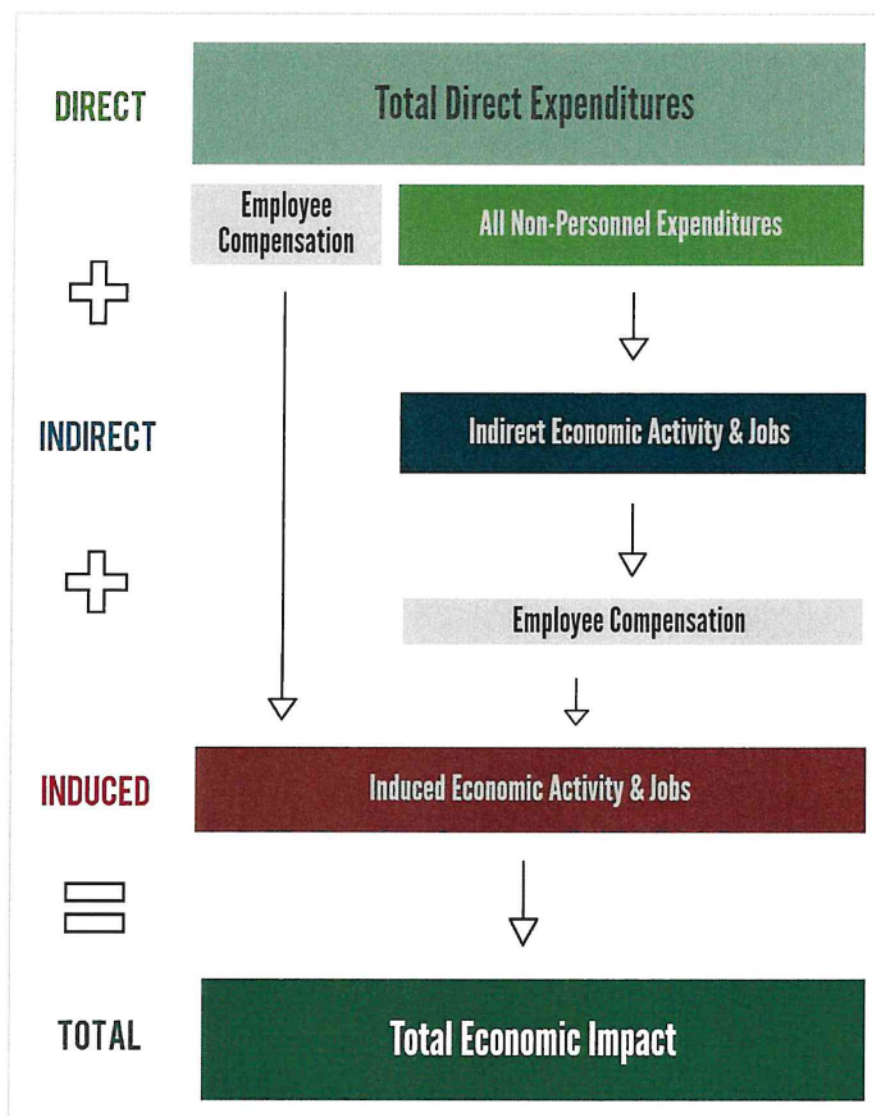 DIRECT
Total Direct Expenditures
Employee
Compensation
All Non-Personnel Expenditures
INDIRECT
Indirect Economic Activity & Jobs
Employee Compensation
INDUCED
Induced Economic Activity & Jobs
TOTAL
Total Economic Impact